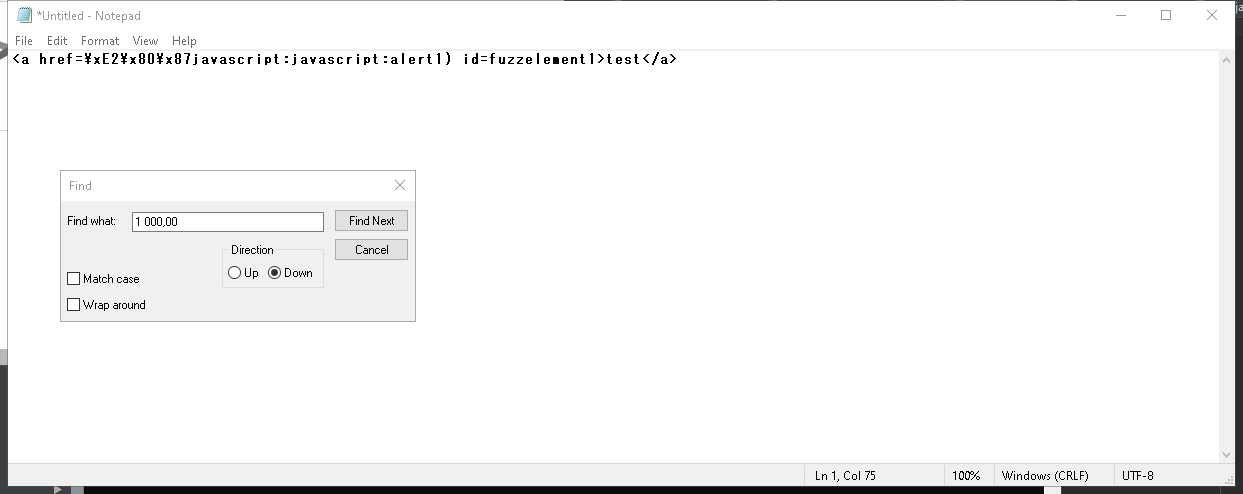 *Untitled - Notepad
File Edit Format View Help
<a href=¥xE2¥x80¥x87javascript:javascript:alert1) id=fuzzelement1>test</a>
Find
Find what: 1 000,00 Find Next
Direction Cancel
Up Down
Match case
Wrap around
Ln 1, Col 75 100% Windows (CRLF) UTF-8